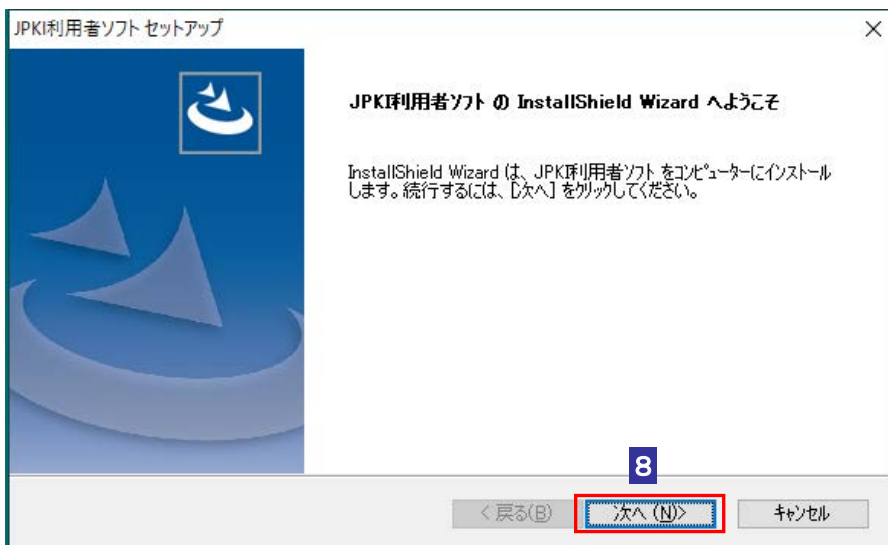 JPKI利用者ソフト セットアップ
JPKI利用者ソフト の InstallShield Wizard へようこそ
InstallShield Wizard は、JPKI利用者ソフト をコンピューターにインストール
します。続行するには、[次へ] をクリックしてください。
8
< 戻る(B)
次へ (N)>
キャンセル